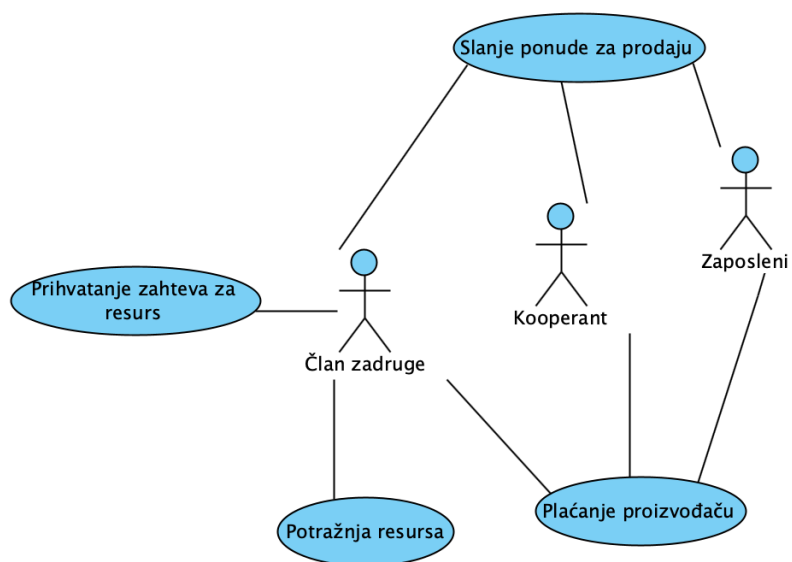 Slanje ponude za prodaju
Zaposleni
Prihvatanje zahteva za
resurs
Kooperant
Član zadruge
Plaćanje proizvođaču
Potražnja resursa